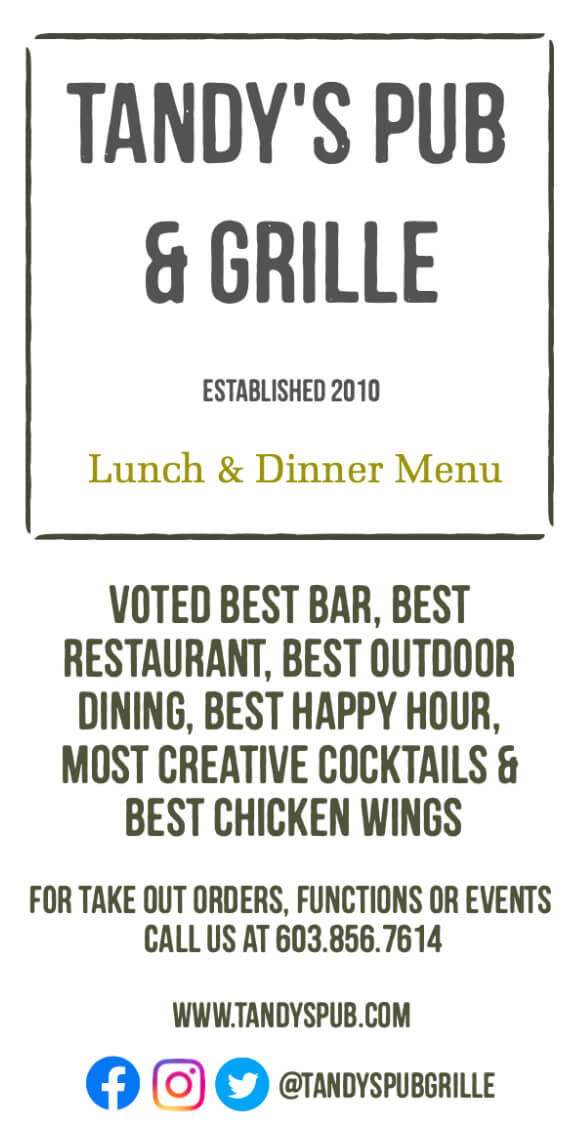 TANDY'S PUB
& GRILLE
ESTABLISHED 2010
Lunch & Dinner Menu
VOTED BEST BAR, BEST
RESTAURANT, BEST OUTDOOR
DINING, BEST HAPPY HOUR,
MOST CREATIVE COCKTAILS &
BEST CHICKEN WINGS
FOR TAKE OUT ORDERS, FUNCTIONS OR EVENTS
CALL US AT 603.856.7614
WWW.TANDYSPUB.COM
@TANDYSPUBGRILLE